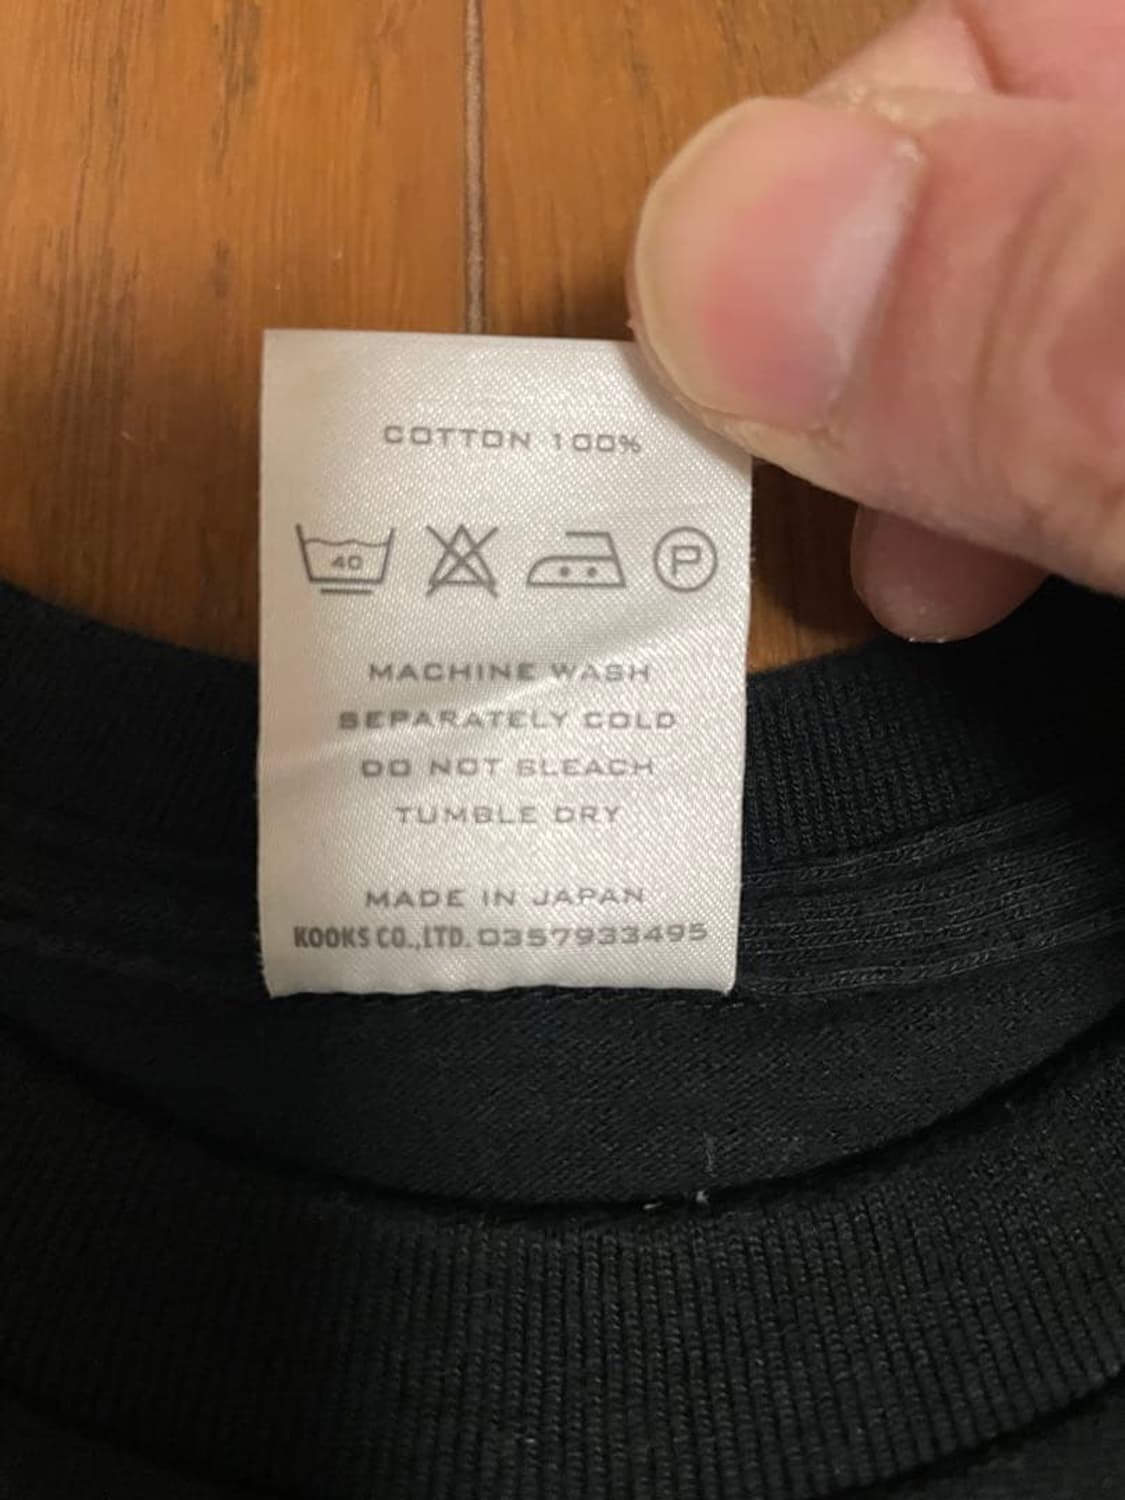 COTTON 100%
40 P
MACHINE WASH
SEPARATELY COLD
DO NOT BLEACH
TUMBLE DRY
MADE IN JAPAN
KOOKS CO.,LTD. 0357933495